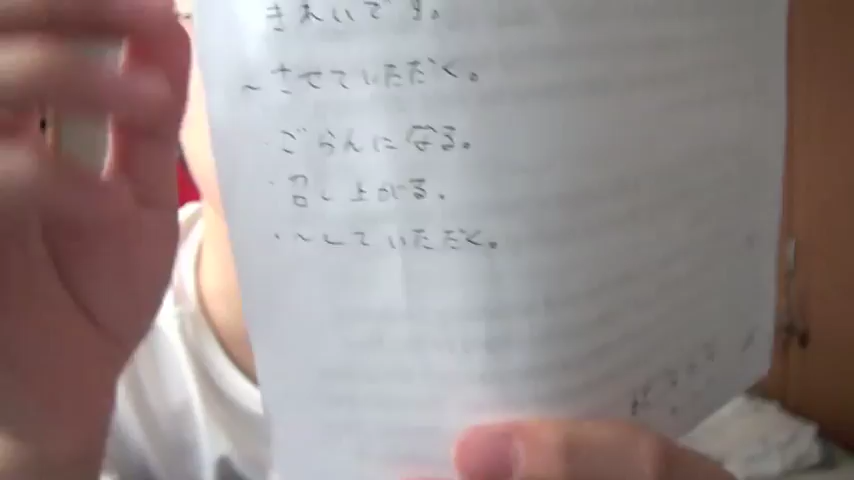 きれいです。
～させていただく。
・ごらんになる。
・召し上がる。
・～していただく。